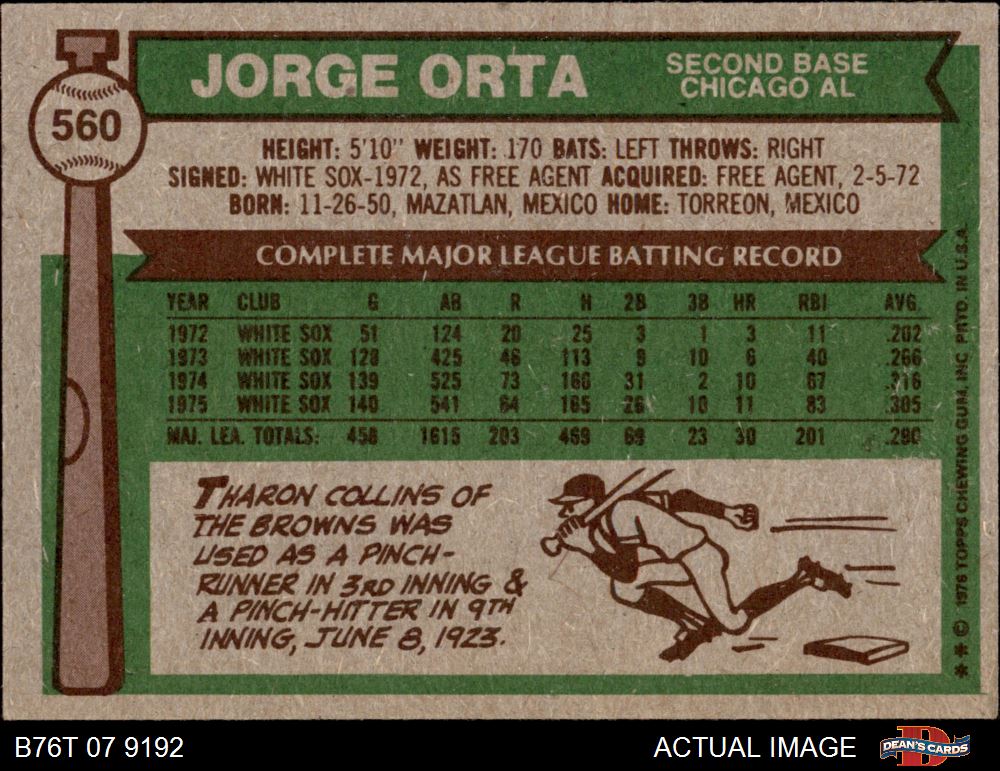 JORGE ORTA
SECOND BASE
CHICAGO AL
560
HEIGHT: 5'10" WEIGHT: 170 BATS: LEFT THROWS: RIGHT
SIGNED: WHITE SOX-1972, AS FREE AGENT ACQUIRED: FREE AGENT, 2-5-72
BORN: 11-26-50, MAZATLAN, MEXICO HOME: TORREON, MEXICO
COMPLETE MAJOR LEAGUE BATTING RECORD
YEAR CLUB G AB R H 2B 3B HR RBI AVG.
1972 WHITE SOX 51 124 20 25 3 1 3 11 .202
1973 WHITE SOX 128 425 46 113 9 10 6 40 .266
1974 WHITE SOX 139 525 73 166 31 2 10 67 .316
1975 WHITE SOX 140 541 64 165 26 10 11 83 .305
MAJ. LEA. TOTALS: 458 1615 203 469 69 23 30 201 .290
THARON COLLINS OF
THE BROWNS WAS
USED AS A PINCH-
RUNNER IN 3RD INNING &
A PINCH-HITTER IN 9TH
INNING, JUNE 8, 1923.
* * © 1976 TOPPS CHEWING GUM, INC. PRTD. IN U.S.A.
B76T 07 9192
ACTUAL IMAGE
DEAN'S CARDS